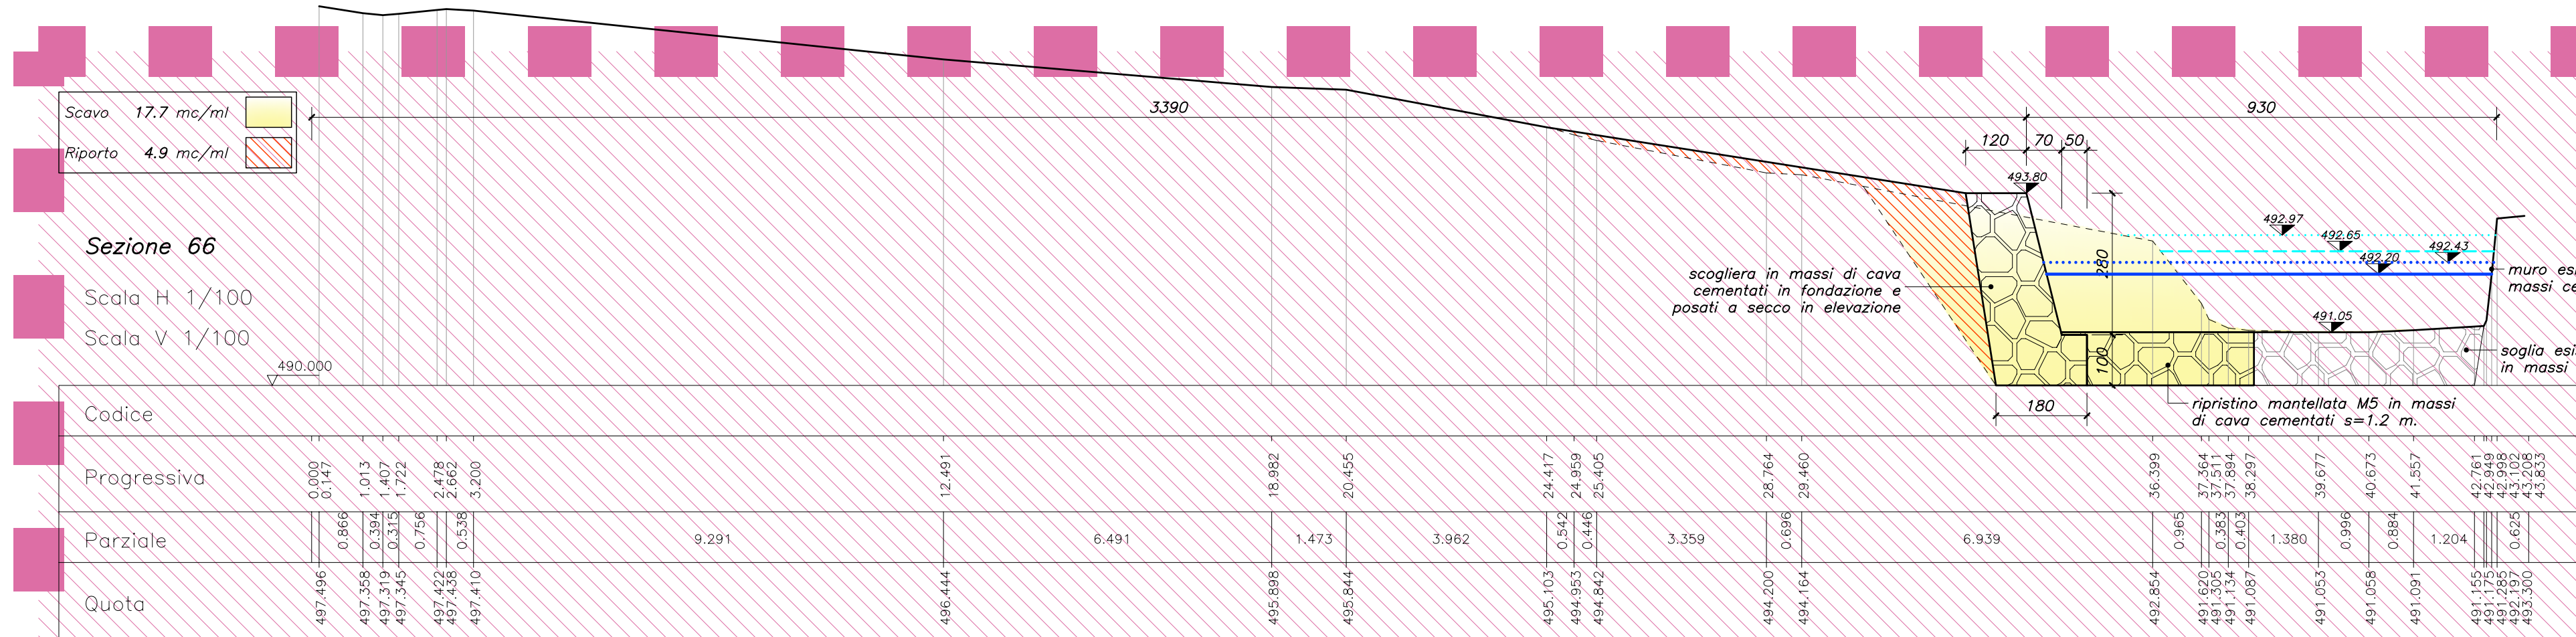 3390
930
Scavo 17.7 mc/ml
Riporto 4.9 mc/ml
120
70
50
493.80
Sezione 66
Scala H 1/100
Scala V 1/100
490.000
492.97
492.65
492.43
492.20
491.05
280
100
180
scogliera in massi di cava
cementati in fondazione e
posati a secco in elevazione
muro esi
massi ce
soglia esi
in massi
ripristino mantellata M5 in massi
di cava cementati s=1.2 m.
Codice
Progressiva 0.000 0.147 1.013 1.407 1.722 2.478 2.662 3.200 12.491 18.982 20.455 24.417 24.959 25.405 28.764 29.460 36.399 37.364 37.511 37.894 38.297 39.677 40.673 41.557 42.761 42.949 42.998 43.102 43.208 43.833
Parziale 0.866 0.394 0.315 0.756 0.538 9.291 6.491 1.473 3.962 0.542 0.446 3.359 0.696 6.939 0.965 0.383 0.403 1.380 0.996 0.884 1.204 0.625
Quota 497.496 497.358 497.319 497.345 497.422 497.438 497.410 496.444 495.898 495.844 495.103 494.953 494.842 494.200 494.164 492.854 491.620 491.305 491.134 491.087 491.053 491.058 491.091 491.155 491.175 491.285 492.197 493.300